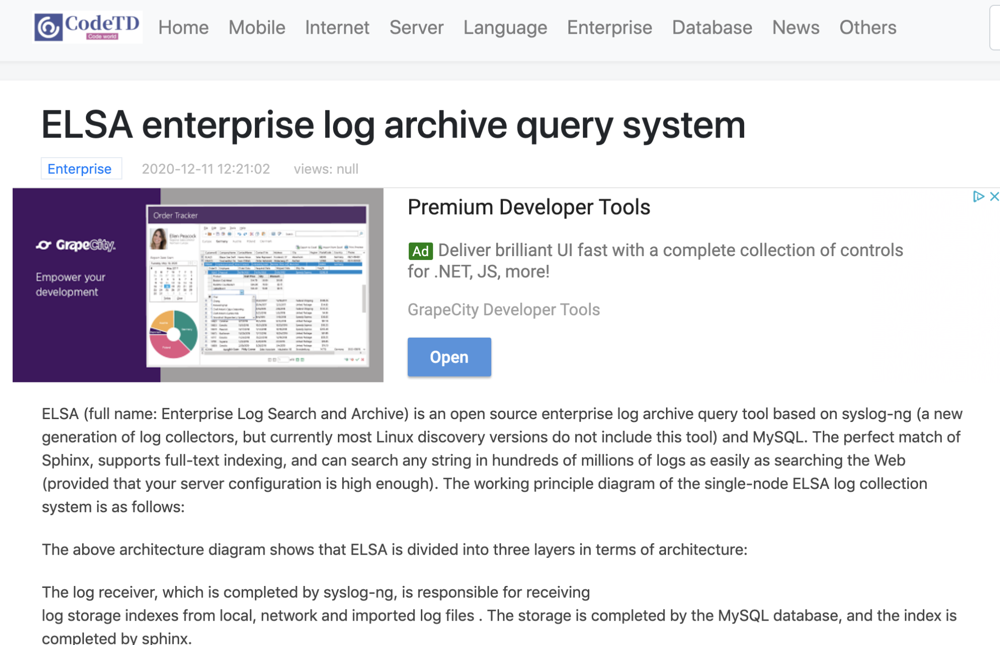 CodeTD
Code world
Home Mobile Internet Server Language Enterprise Database News Others
ELSA enterprise log archive query system
Enterprise 2020-12-11 12:21:02 views: null
GrapeCity
Empower your
development
Order Tracker
Ellen Peacock
Premium Developer Tools
Ad Deliver brilliant UI fast with a complete collection of controls
for .NET, JS, more!
GrapeCity Developer Tools
Open
ELSA (full name: Enterprise Log Search and Archive) is an open source enterprise log archive query tool based on syslog-ng (a new
generation of log collectors, but currently most Linux discovery versions do not include this tool) and MySQL. The perfect match of
Sphinx, supports full-text indexing, and can search any string in hundreds of millions of logs as easily as searching the Web
(provided that your server configuration is high enough). The working principle diagram of the single-node ELSA log collection
system is as follows:
The above architecture diagram shows that ELSA is divided into three layers in terms of architecture:
The log receiver, which is completed by syslog-ng, is responsible for receiving
log storage indexes from local, network and imported log files . The storage is completed by the MySQL database, and the index is
completed by sphinx.